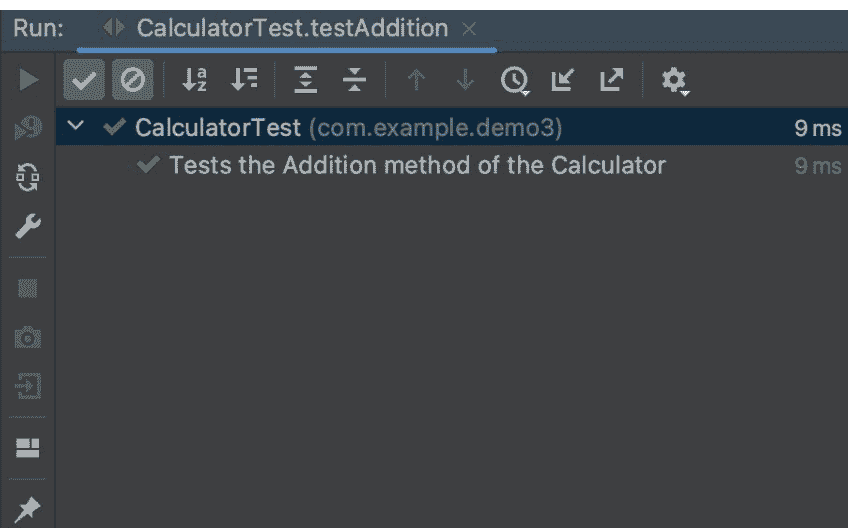 Run: CalculatorTest.testAddition
CalculatorTest (com.example.demo3) 9 ms
Tests the Addition method of the Calculator 9 ms